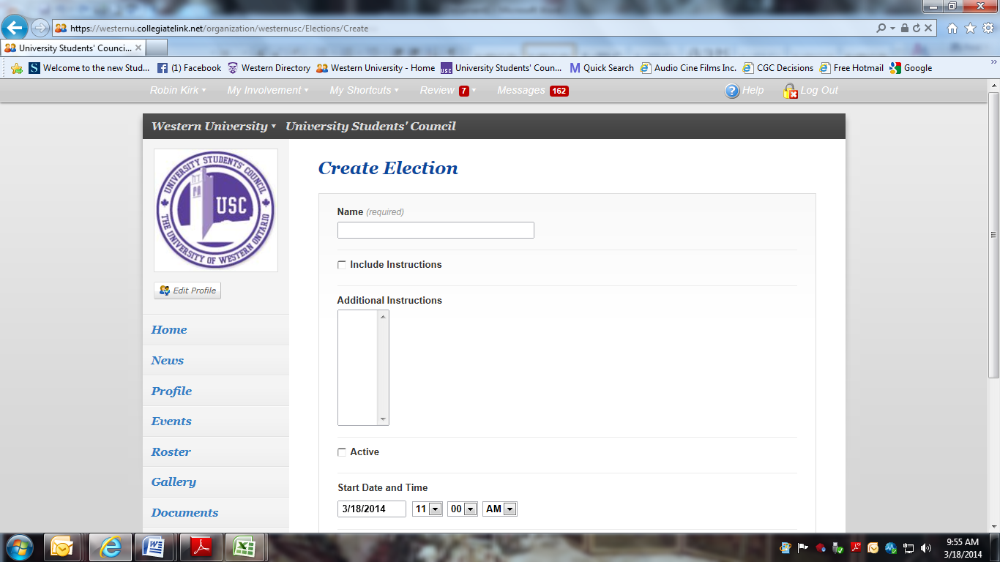 https://westernu.collegiatelink.net/organization/westernusc/Elections/Create
University Students' Counci...
Welcome to the new Stud... (1) Facebook Western Directory Western University - Home University Students' Coun... Quick Search Audio Cine Films Inc. CGC Decisions Free Hotmail Google
Robin Kirk My Involvement My Shortcuts Review 7 Messages 162 Help Log Out
Western University University Students' Council
UNIVERSITY STUDENTS' COUNCIL
USC
THE UNIVERSITY OF WESTERN ONTARIO
Edit Profile
Home
News
Profile
Events
Roster
Gallery
Documents
Create Election
Name (required)
Include Instructions
Additional Instructions
Active
Start Date and Time
3/18/2014 11 00 AM
9:55 AM
3/18/2014